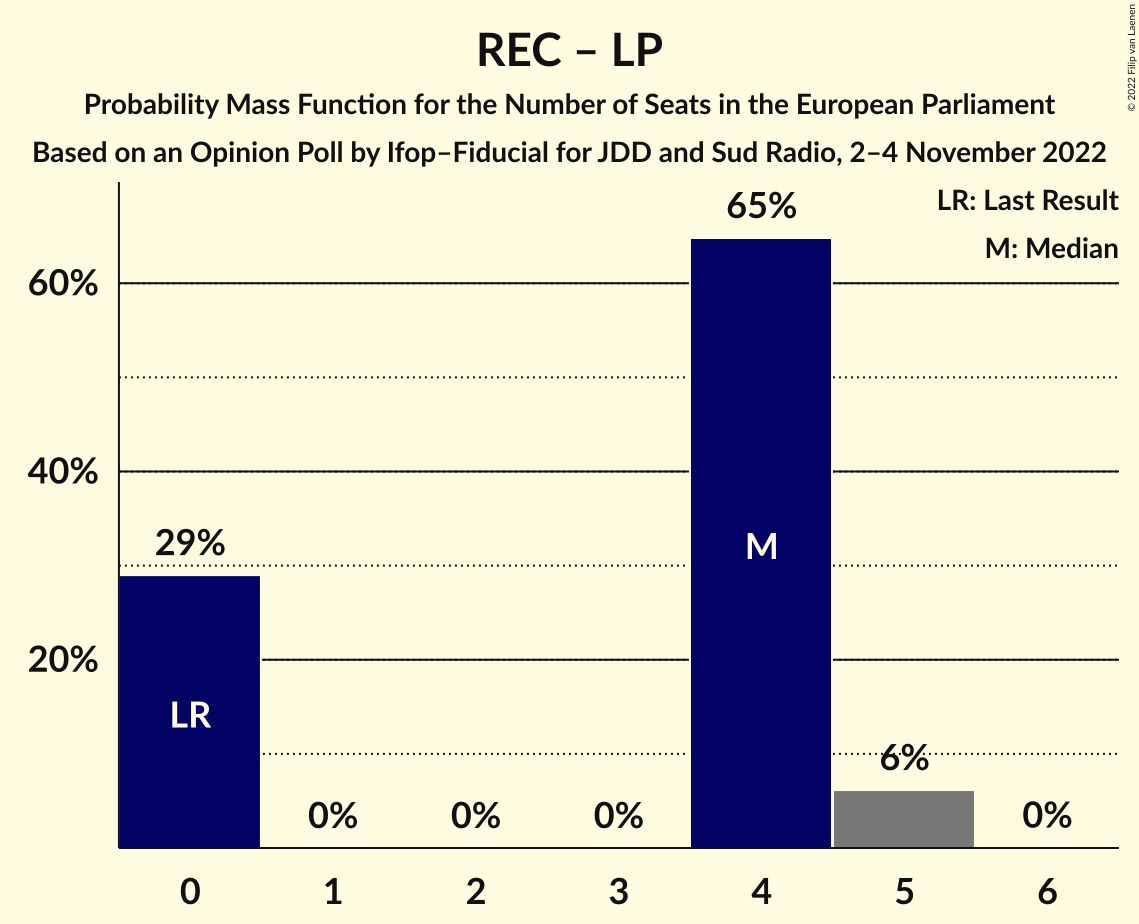 REC – LP
Probability Mass Function for the Number of Seats in the European Parliament
Based on an Opinion Poll by Ifop–Fiducial for JDD and Sud Radio, 2–4 November 2022
© 2022 Filip van Laenen
LR: Last Result
M: Median
65%
60%
40%
29%
M
20%
LR
6%
0%
0%
0%
0%
0
1
2
3
4
5
6